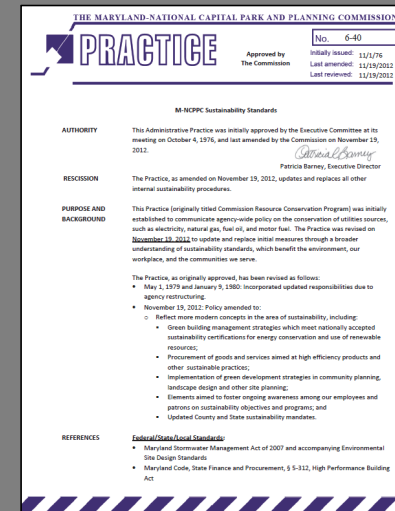 THE MARYLAND-NATIONAL CAPITAL PARK AND PLANNING COMMISSION
PRACTICE
No. 6-40
Approved by
The Commission
Initially issued: 11/1/76
Last amended: 11/19/2012
Last reviewed: 11/19/2012
M-NCPPC Sustainability Standards
AUTHORITY
This Administrative Practice was initially approved by the Executive Committee at its
meeting on October 4, 1976, and last amended by the Commission on November 19,
2012.
Patricia Barney
Patricia Barney, Executive Director
RESCISSION
The Practice, as amended on November 19, 2012, updates and replaces all other
internal sustainability procedures.
PURPOSE AND
BACKGROUND
This Practice (originally titled Commission Resource Conservation Program) was initially
established to communicate agency-wide policy on the conservation of utilities sources,
such as electricity, natural gas, fuel oil, and motor fuel. The Practice was revised on
November 19, 2012 to update and replace initial measures through a broader
understanding of sustainability standards, which benefit the environment, our
workplace, and the communities we serve.
The Practice, as originally approved, has been revised as follows:
• May 1, 1979 and January 9, 1980: Incorporated updated responsibilities due to
agency restructuring.
• November 19, 2012: Policy amended to:
o Reflect more modern concepts in the area of sustainability, including:
• Green building management strategies which meet nationally accepted
sustainability certifications for energy conservation and use of renewable
resources;
• Procurement of goods and services aimed at high efficiency products and
other sustainable practices;
• Implementation of green development strategies in community planning,
landscape design and other site planning;
• Elements aimed to foster ongoing awareness among our employees and
patrons on sustainability objectives and programs; and
• Updated County and State sustainability mandates.
REFERENCES
Federal/State/Local Standards:
• Maryland Stormwater Management Act of 2007 and accompanying Environmental
Site Design Standards
• Maryland Code, State Finance and Procurement, § 5-312, High Performance Building
Act